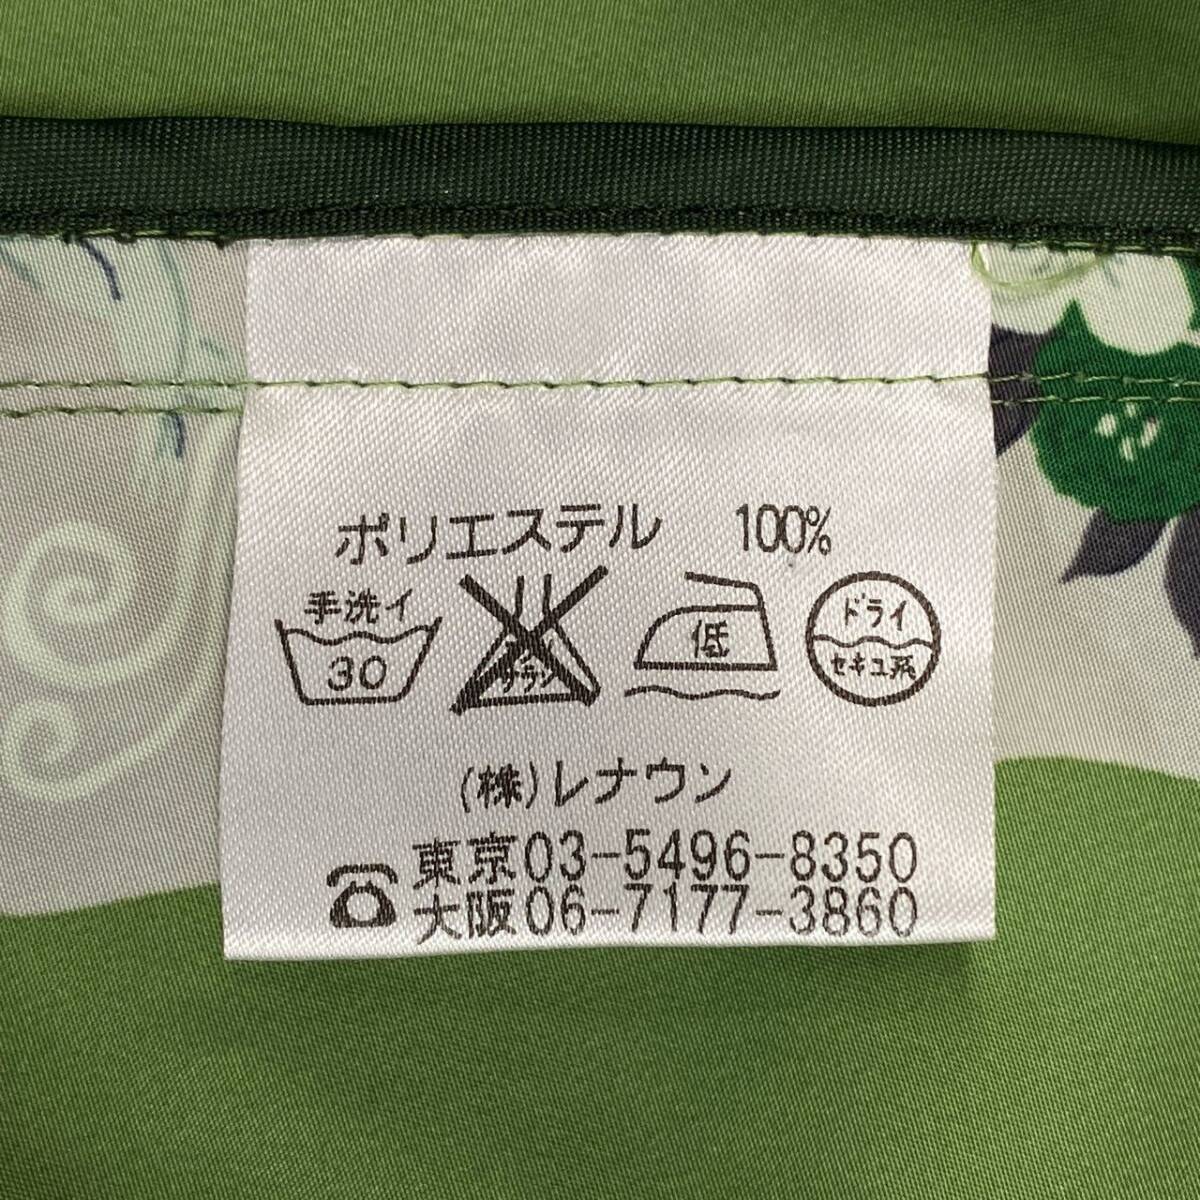 ポリエステル 100%
手洗イ
30
エンソ
サラシ
低
ドライ
セキユ系
(株)レナウン
☎東京03-5496-8350
大阪06-7177-3860